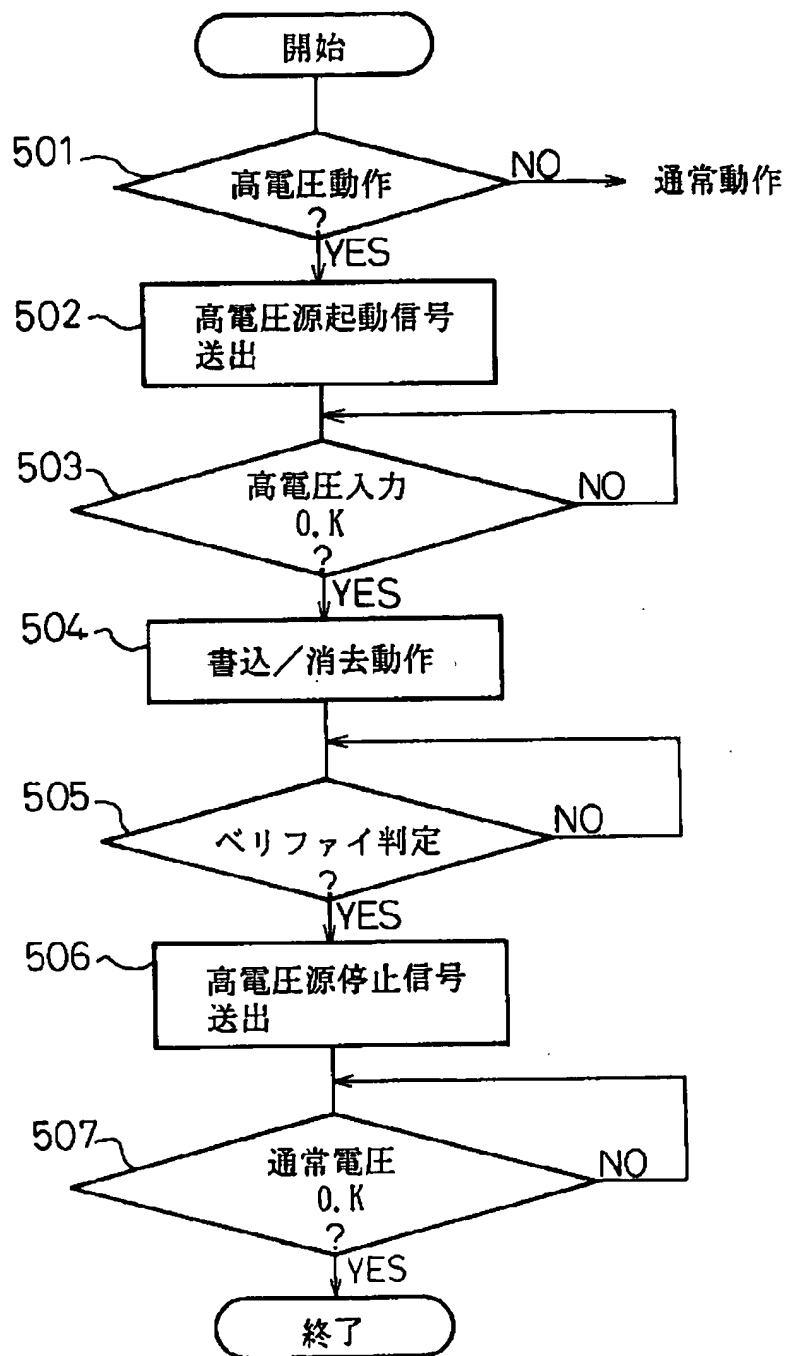 開始
501
高電圧動作
?
NO
通常動作
YES
502
高電圧源起動信号
送出
503
高電圧入力
O.K
?
NO
YES
504
書込／消去動作
505
ベリファイ判定
?
NO
YES
506
高電圧源停止信号
送出
507
通常電圧
O.K
?
NO
YES
終了